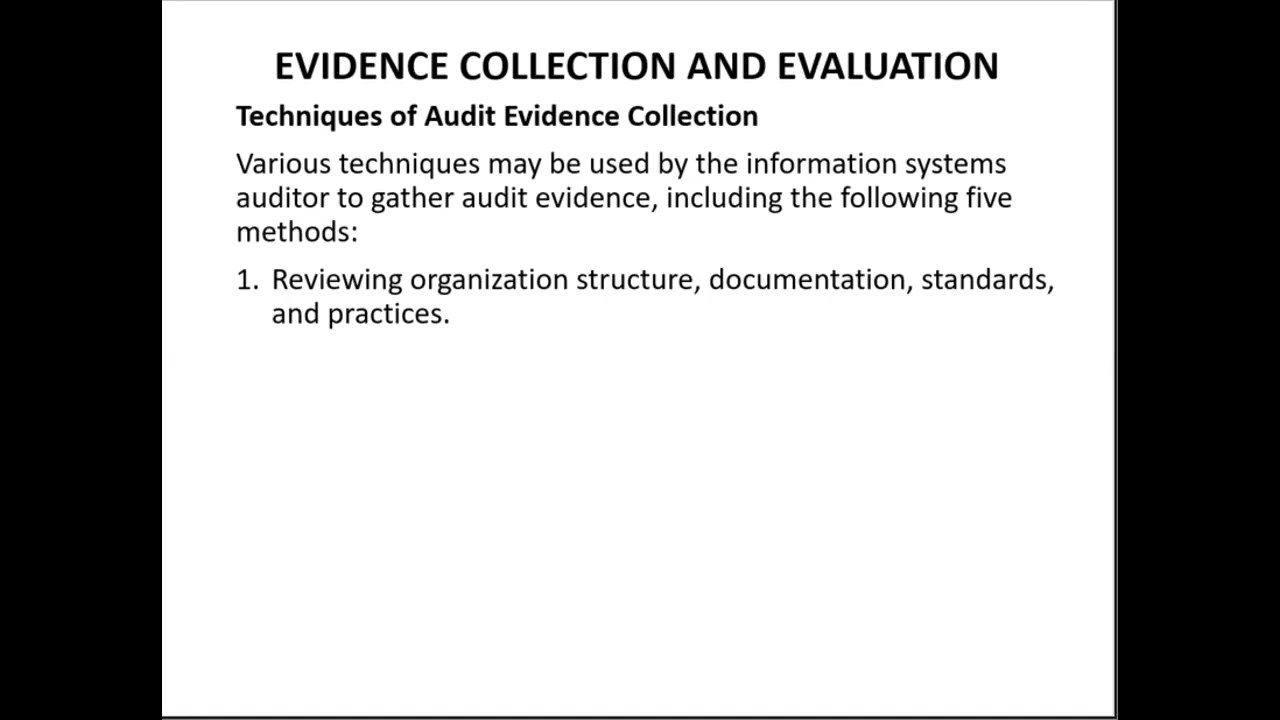 EVIDENCE COLLECTION AND EVALUATION
Techniques of Audit Evidence Collection
Various techniques may be used by the information systems
auditor to gather audit evidence, including the following five
methods:
1. Reviewing organization structure, documentation, standards,
and practices.